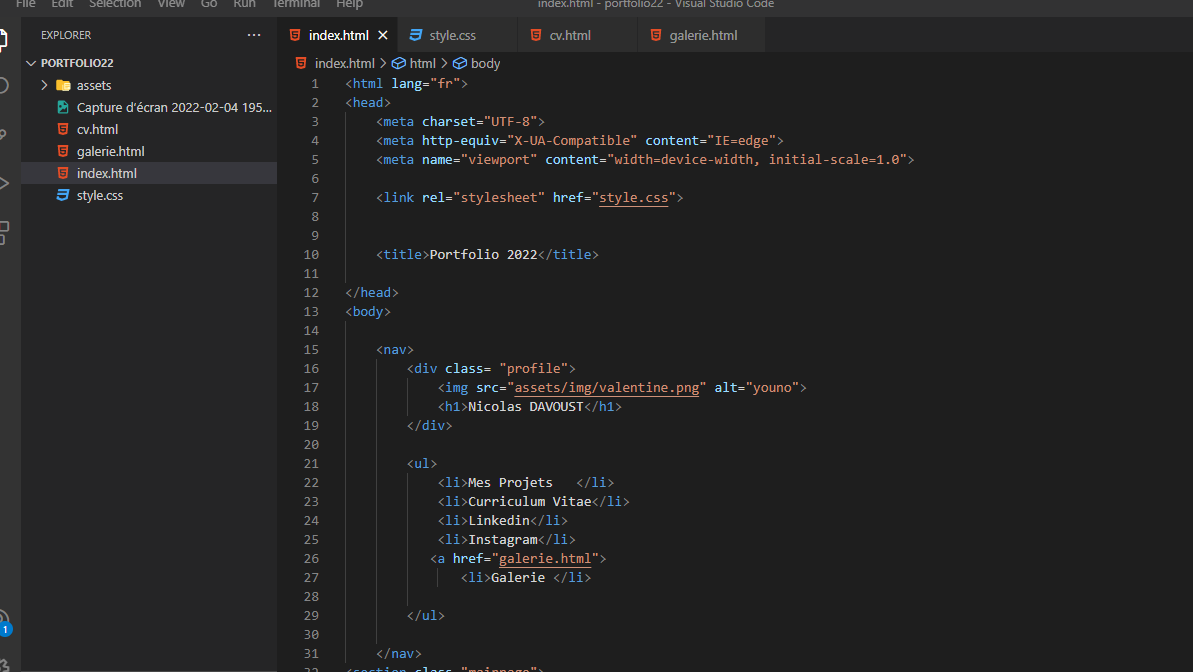 File Edit Selection View Go Run Terminal Help index.html - portfolio22 - Visual Studio Code
EXPLORER ...
PORTFOLIO22
assets
Capture d'écran 2022-02-04 195...
cv.html
galerie.html
index.html
style.css
1
index.html style.css cv.html galerie.html
index.html > html > body
1 <html lang="fr">
2 <head>
3 <meta charset="UTF-8">
4 <meta http-equiv="X-UA-Compatible" content="IE=edge">
5 <meta name="viewport" content="width=device-width, initial-scale=1.0">
6
7 <link rel="stylesheet" href="style.css">
8
9
10 <title>Portfolio 2022</title>
11
12 </head>
13 <body>
14
15 <nav>
16 <div class= "profile">
17 <img src="assets/img/valentine.png" alt="youno">
18 <h1>Nicolas DAVOUST</h1>
19 </div>
20
21 <ul>
22 <li>Mes Projets </li>
23 <li>Curriculum Vitae</li>
24 <li>Linkedin</li>
25 <li>Instagram</li>
26 <a href="galerie.html">
27 <li>Galerie </li>
28
29 </ul>
30
31 </nav>
32 <section class="mainpage">